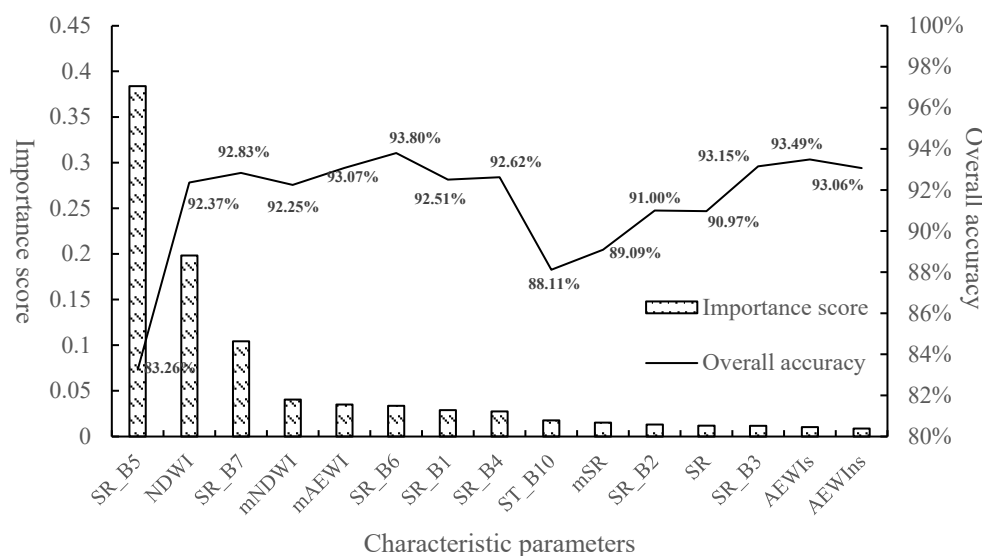 Importance score
0.45
0.4
0.35
0.3
0.25
0.2
0.15
0.1
0.05
0
100%
98%
96%
94%
92%
90%
88%
86%
84%
82%
80%
Overall accuracy
83.26%
92.37%
92.83%
92.25%
93.07%
93.80%
92.51%
92.62%
88.11%
89.09%
91.00%
90.97%
93.15%
93.49%
93.06%
Importance score
Overall accuracy
SR_B5
NDWI
SR_B7
mNDWI
mAEWI
SR_B6
SR_B1
SR_B4
ST_B10
mSR
SR_B2
SR
SR_B3
AEWIs
AEWIns
Characteristic parameters